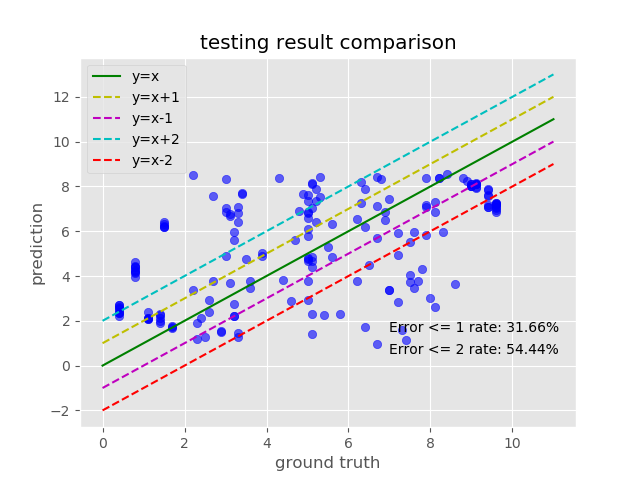 testing result comparison
y=x
y=x+1
y=x-1
y=x+2
y=x-2
12
10
8
6
4
2
0
−2
prediction
Error <= 1 rate: 31.66%
Error <= 2 rate: 54.44%
0 2 4 6 8 10
ground truth